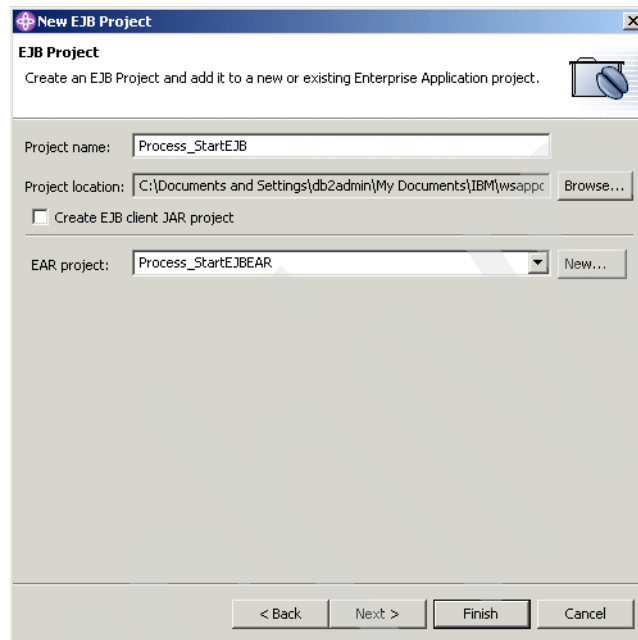 New EJB Project
EJB Project
Create an EJB Project and add it to a new or existing Enterprise Application project.
Project name: Process_StartEJB
Project location: C:\Documents and Settings\db2admin\My Documents\IBM\wsappc Browse...
Create EJB client JAR project
EAR project: Process_StartEJBEAR New...
< Back Next > Finish Cancel